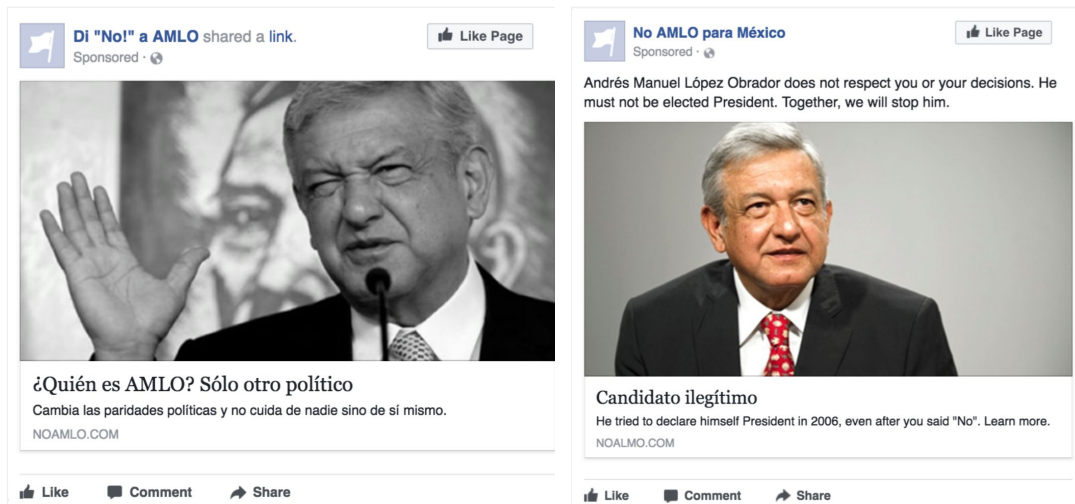 Di "No!" a AMLO shared a link.
Like Page
Sponsored ·
¿Quién es AMLO? Sólo otro político
Cambia las paridades políticas y no cuida de nadie sino de sí mismo.
NOAMLO.COM
Like Comment Share
No AMLO para México
Like Page
Sponsored ·
Andrés Manuel López Obrador does not respect you or your decisions. He
must not be elected President. Together, we will stop him.
Candidato ilegítimo
He tried to declare himself President in 2006, even after you said "No". Learn more.
NOALMO.COM
Like Comment Share